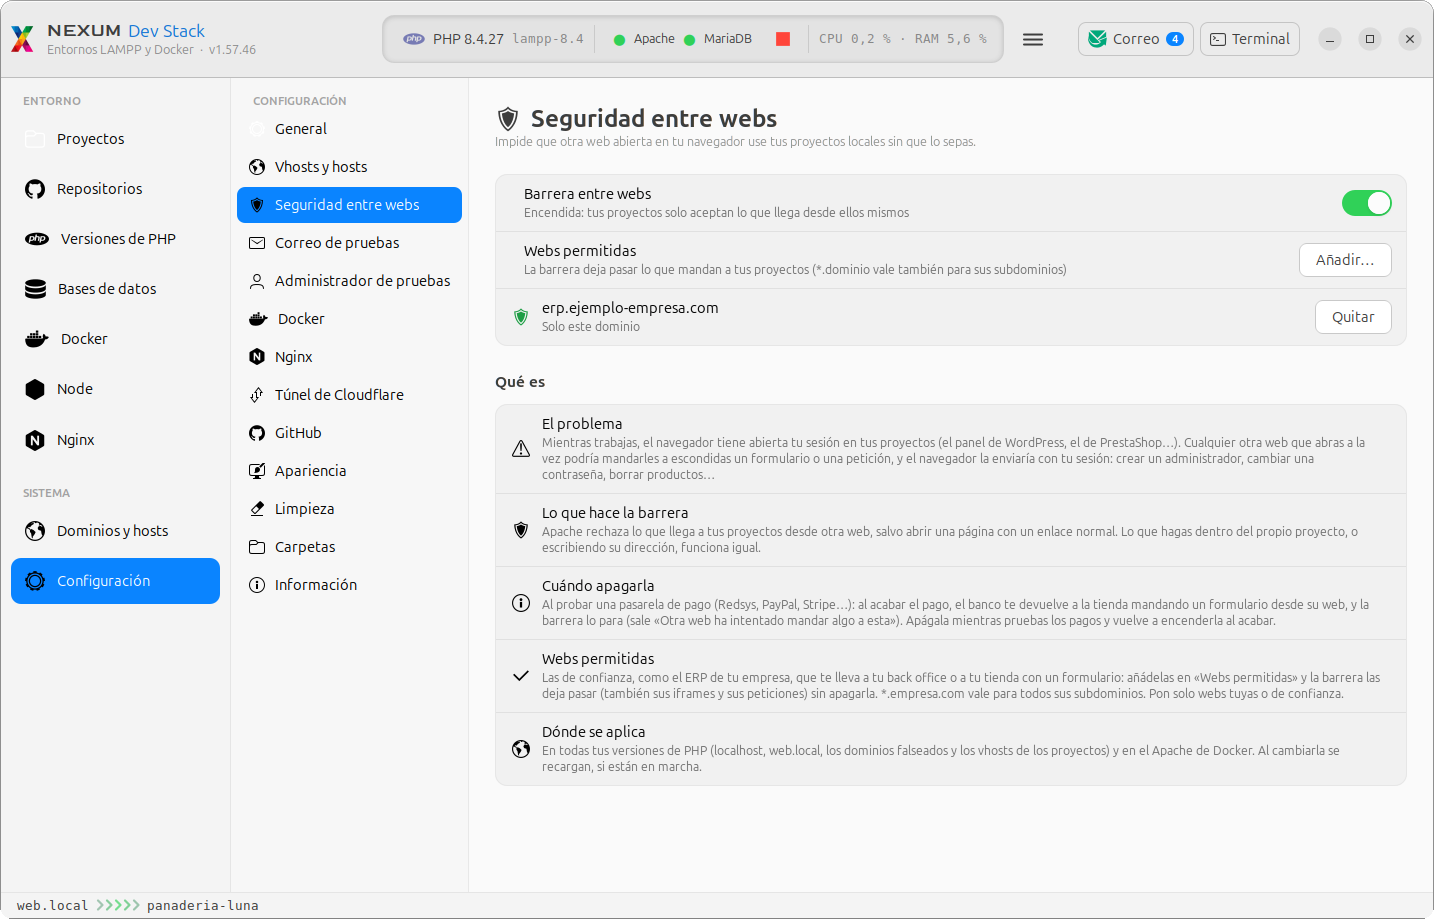 NEXUM Dev Stack
Entornos LAMPP y Docker · v1.57.46
php PHP 8.4.27 lampp-8.4
Apache MariaDB
CPU 0,2 % · RAM 5,6 %
Correo 4
Terminal
ENTORNO
Proyectos
Repositorios
php Versiones de PHP
Bases de datos
Docker
Node
Nginx
SISTEMA
Dominios y hosts
Configuración
CONFIGURACIÓN
General
Vhosts y hosts
Seguridad entre webs
Correo de pruebas
Administrador de pruebas
Docker
Nginx
Túnel de Cloudflare
GitHub
Apariencia
Limpieza
Carpetas
Información
Seguridad entre webs
Impide que otra web abierta en tu navegador use tus proyectos locales sin que lo sepas.
Barrera entre webs
Encendida: tus proyectos solo aceptan lo que llega desde ellos mismos
Webs permitidas
La barrera deja pasar lo que mandan a tus proyectos (*.dominio vale también para sus subdominios)
Añadir...
erp.ejemplo-empresa.com
Solo este dominio
Quitar
Qué es
El problema
Mientras trabajas, el navegador tiene abierta tu sesión en tus proyectos (el panel de WordPress, el de PrestaShop...). Cualquier otra web que abras a la
vez podría mandarles a escondidas un formulario o una petición, y el navegador la enviaría con tu sesión: crear un administrador, cambiar una
contraseña, borrar productos...
Lo que hace la barrera
Apache rechaza lo que llega a tus proyectos desde otra web, salvo abrir una página con un enlace normal. Lo que hagas dentro del propio proyecto, o
escribiendo su dirección, funciona igual.
Cuándo apagarla
Al probar una pasarela de pago (Redsys, PayPal, Stripe...): al acabar el pago, el banco te devuelve a la tienda mandando un formulario desde su web, y la
barrera lo para (sale «Otra web ha intentado mandar algo a esta»). Apágala mientras pruebas los pagos y vuelve a encenderla al acabar.
Webs permitidas
Las de confianza, como el ERP de tu empresa, que te lleva a tu back office o a tu tienda con un formulario: añádelas en «Webs permitidas» y la barrera las
deja pasar (también sus iframes y sus peticiones) sin apagarla. *.empresa.com vale para todos sus subdominios. Pon solo webs tuyas o de confianza.
Dónde se aplica
En todas tus versiones de PHP (localhost, web.local, los dominios falseados y los vhosts de los proyectos) y en el Apache de Docker. Al cambiarla se
recargan, si están en marcha.
web.local panaderia-luna